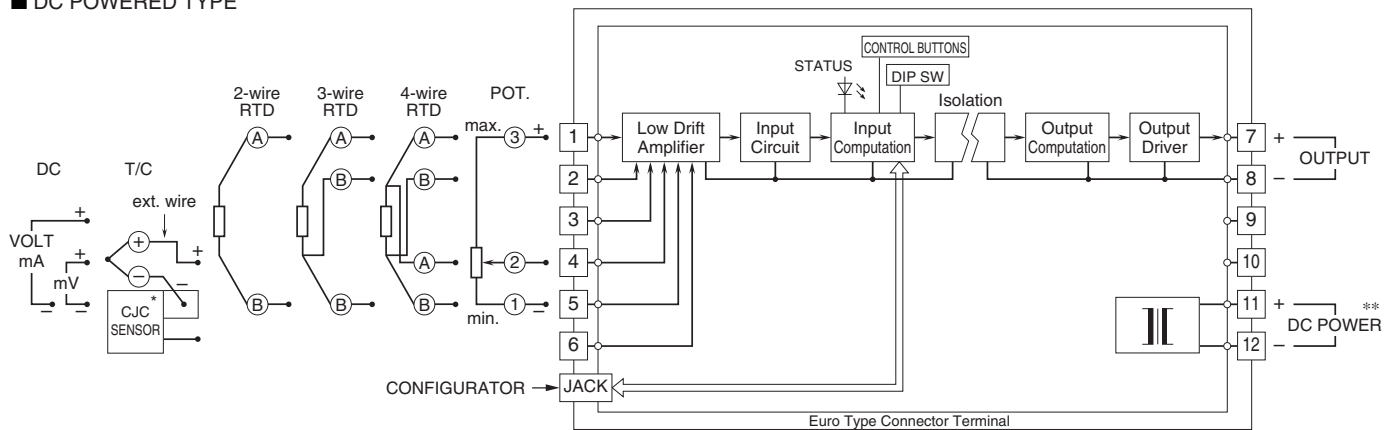 ■ DC POWERED TYPE
CONTROL BUTTONS
STATUS
DIP SW
2-wire
RTD
3-wire
RTD
4-wire
RTD
POT.
Isolation
max. 3 +
A
A
A
1
Low Drift
Amplifier
Input
Circuit
Input
Computation
Output
Computation
Output
Driver
7 +
OUTPUT
8 −
B
B
2
DC
T/C
ext. wire
3
9
+
VOLT
mA
+
mV
−
−
+
+
−
−
A
2
4
10
CJC *
SENSOR
B
B
B
1 −
min.
5
11 +
DC POWER **
12 −
6
CONFIGURATOR
JACK
Euro Type Connector Terminal